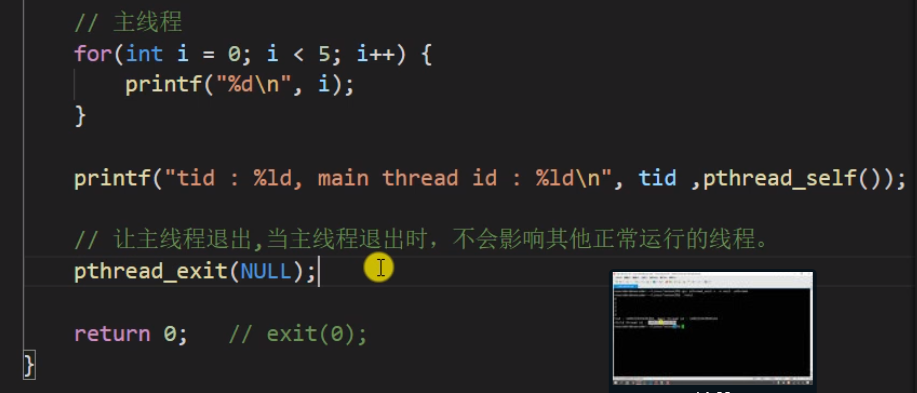 // 主线程
for(int i = 0; i < 5; i++) {
printf("%d\n", i);
}
printf("tid : %ld, main thread id : %ld\n", tid ,pthread_self());
// 让主线程退出,当主线程退出时，不会影响其他正常运行的线程。
pthread_exit(NULL);
return 0;   // exit(0);
}